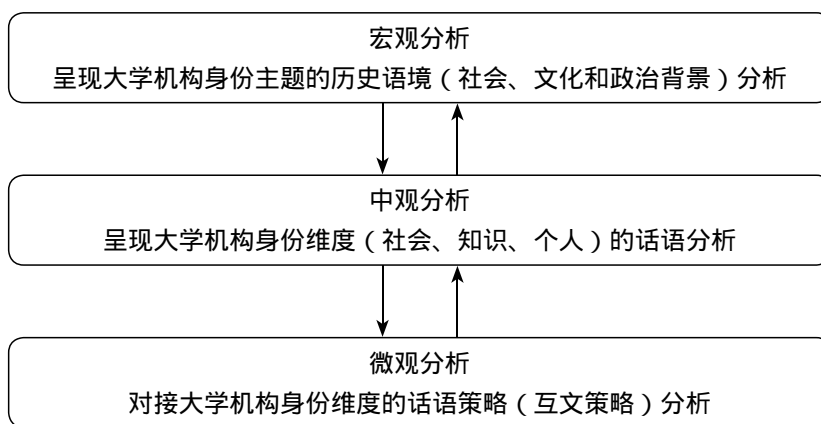 宏观分析
呈现大学机构身份主题的历史语境（社会、文化和政治背景）分析
中观分析
呈现大学机构身份维度（社会、知识、个人）的话语分析
微观分析
对接大学机构身份维度的话语策略（互文策略）分析